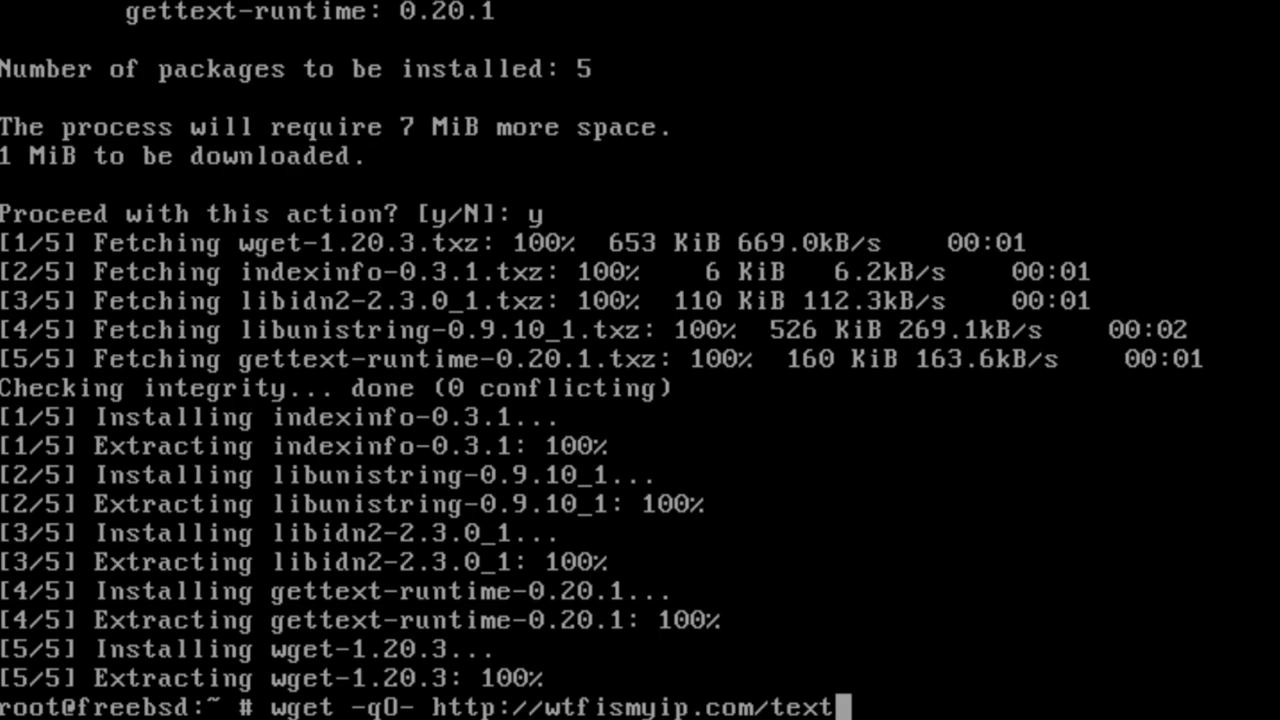 gettext-runtime: 0.20.1
Number of packages to be installed: 5
The process will require 7 MiB more space.
1 MiB to be downloaded.
Proceed with this action? [y/N]: y
[1/5] Fetching wget-1.20.3.txz: 100%  653 KiB 669.0kB/s    00:01
[2/5] Fetching indexinfo-0.3.1.txz: 100%    6 KiB   6.2kB/s    00:01
[3/5] Fetching libidn2-2.3.0_1.txz: 100%  110 KiB 112.3kB/s    00:01
[4/5] Fetching libunistring-0.9.10_1.txz: 100%  526 KiB 269.1kB/s    00:02
[5/5] Fetching gettext-runtime-0.20.1.txz: 100%  160 KiB 163.6kB/s    00:01
Checking integrity... done (0 conflicting)
[1/5] Installing indexinfo-0.3.1...
[1/5] Extracting indexinfo-0.3.1: 100%
[2/5] Installing libunistring-0.9.10_1...
[2/5] Extracting libunistring-0.9.10_1: 100%
[3/5] Installing libidn2-2.3.0_1...
[3/5] Extracting libidn2-2.3.0_1: 100%
[4/5] Installing gettext-runtime-0.20.1...
[4/5] Extracting gettext-runtime-0.20.1: 100%
[5/5] Installing wget-1.20.3...
[5/5] Extracting wget-1.20.3: 100%
root@freebsd:~ # wget -qO- http://wtfismyip.com/text